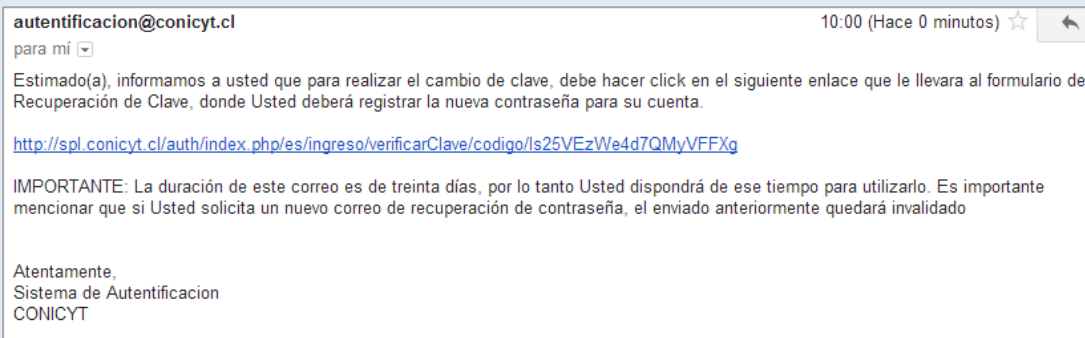 autentificacion@conicyt.cl 10:00 (Hace 0 minutos)
para mí
Estimado(a), informamos a usted que para realizar el cambio de clave, debe hacer click en el siguiente enlace que le llevara al formulario de
Recuperación de Clave, donde Usted deberá registrar la nueva contraseña para su cuenta.
http://spl.conicyt.cl/auth/index.php/es/ingreso/verificarClave/codigo/Is25VEzWe4d7QMyVFFXg
IMPORTANTE: La duración de este correo es de treinta días, por lo tanto Usted dispondrá de ese tiempo para utilizarlo. Es importante
mencionar que si Usted solicita un nuevo correo de recuperación de contraseña, el enviado anteriormente quedará invalidado
Atentamente,
Sistema de Autentificacion
CONICYT